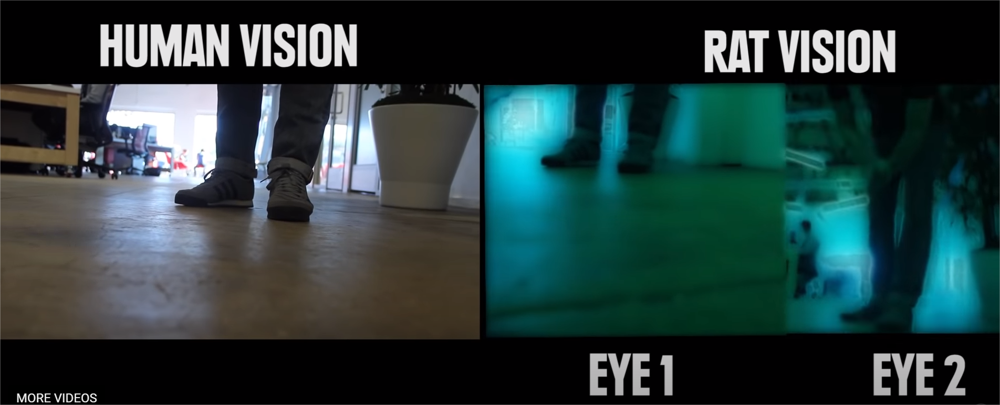 HUMAN VISION
RAT VISION
EYE 1
EYE 2
MORE VIDEOS